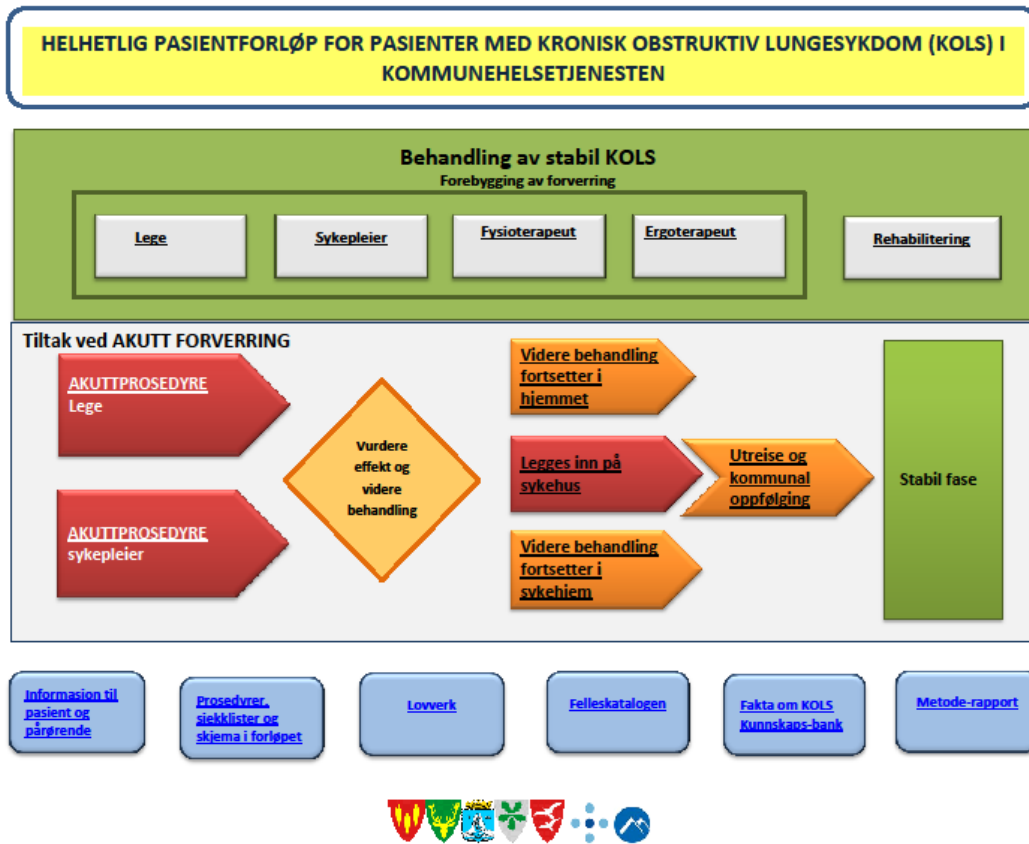 HELHETLIG PASIENTFORLØP FOR PASIENTER MED KRONISK OBSTRUKTIV LUNGESYKDOM (KOLS) I
KOMMUNEHELSETJENESTEN
Behandling av stabil KOLS
Forebygging av forverring
Lege
Sykepleier
Fysioterapeut
Ergoterapeut
Rehabilitering
Tiltak ved AKUTT FORVERRING
AKUTTPROSEDYRE
Lege
AKUTTPROSEDYRE
sykepleier
Vurdere
effekt og
videre
behandling
Videre behandling
fortsetter i
hjemmet
Legges inn på
sykehus
Videre behandling
fortsetter i
sykehjem
Utreise og
kommunal
oppfølging
Stabil fase
Informasjon til
pasient og
pårørende
Prosedyrer,
sjekklister og
skjema i forløpet
Lovverk
Felleskatalogen
Fakta om KOLS
Kunnskaps-bank
Metode-rapport